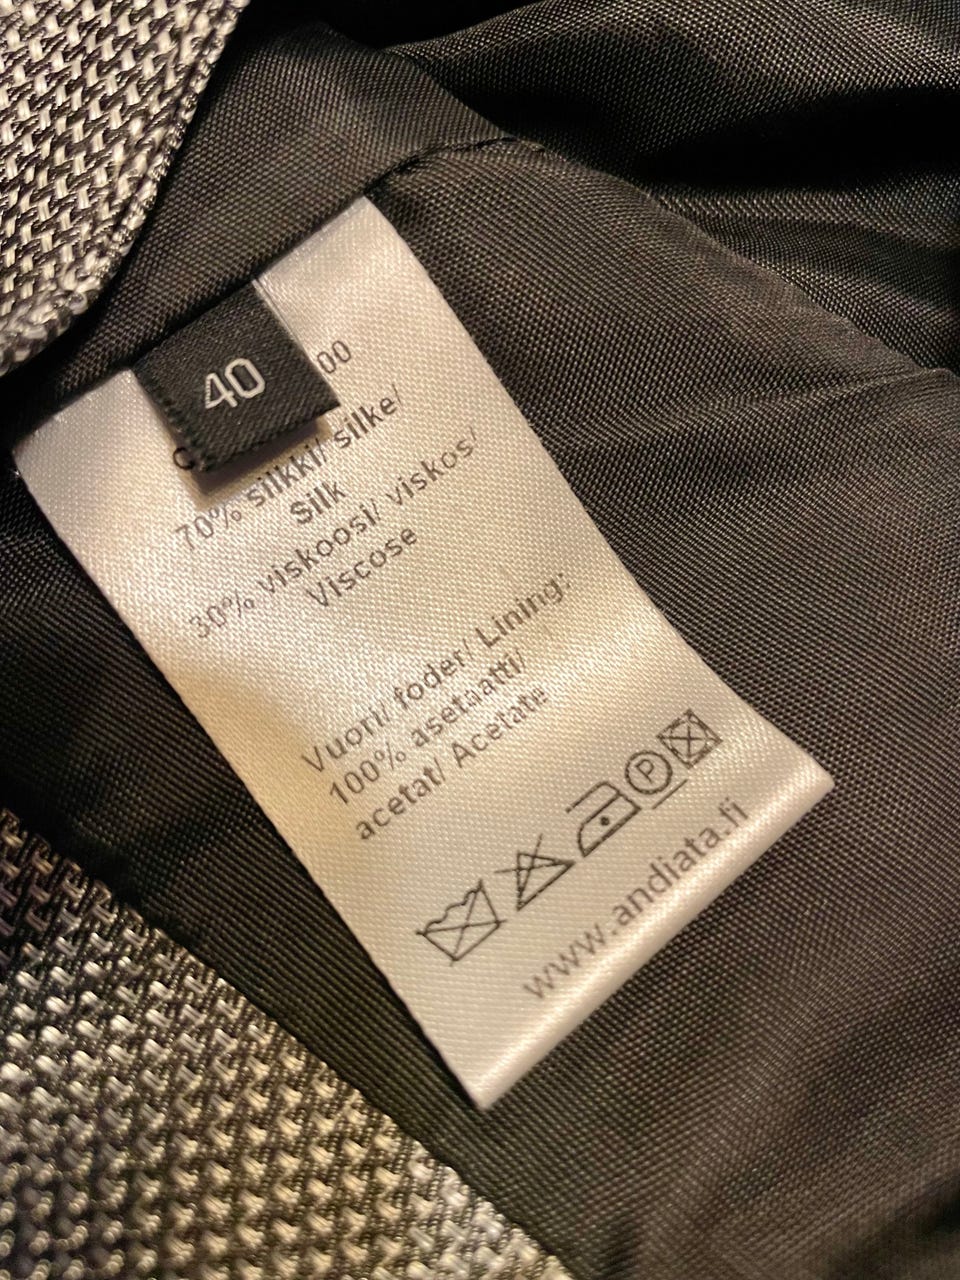 40
00
C
70% silkki/ silke/
Silk
30% viskoosi/ viskos/
Viscose
Vuori/ foder/ Lining:
100% asetaatti/
acetat/ Acetate
P
www.andiata.fi